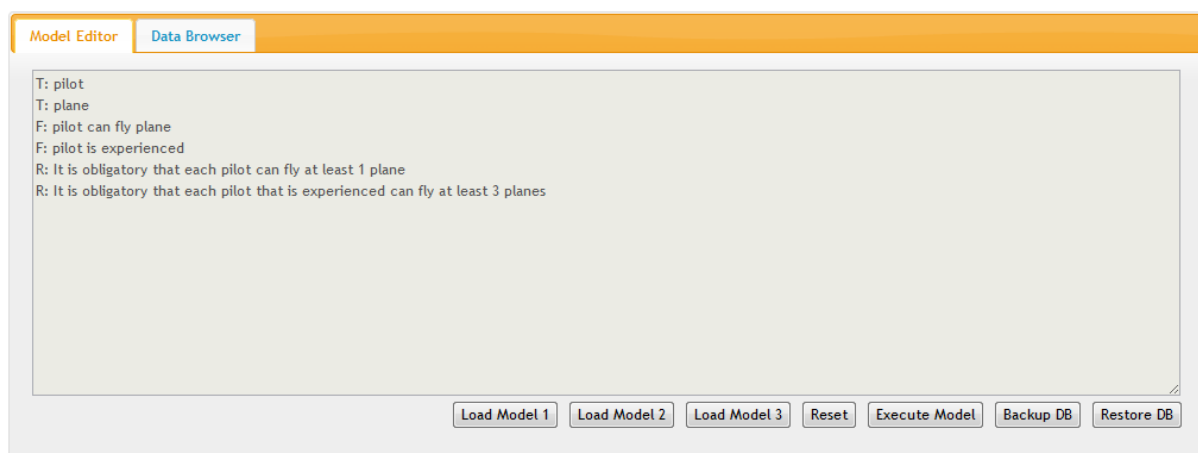 Model Editor Data Browser
T: pilot
T: plane
F: pilot can fly plane
F: pilot is experienced
R: It is obligatory that each pilot can fly at least 1 plane
R: It is obligatory that each pilot that is experienced can fly at least 3 planes
Load Model 1 Load Model 2 Load Model 3 Reset Execute Model Backup DB Restore DB